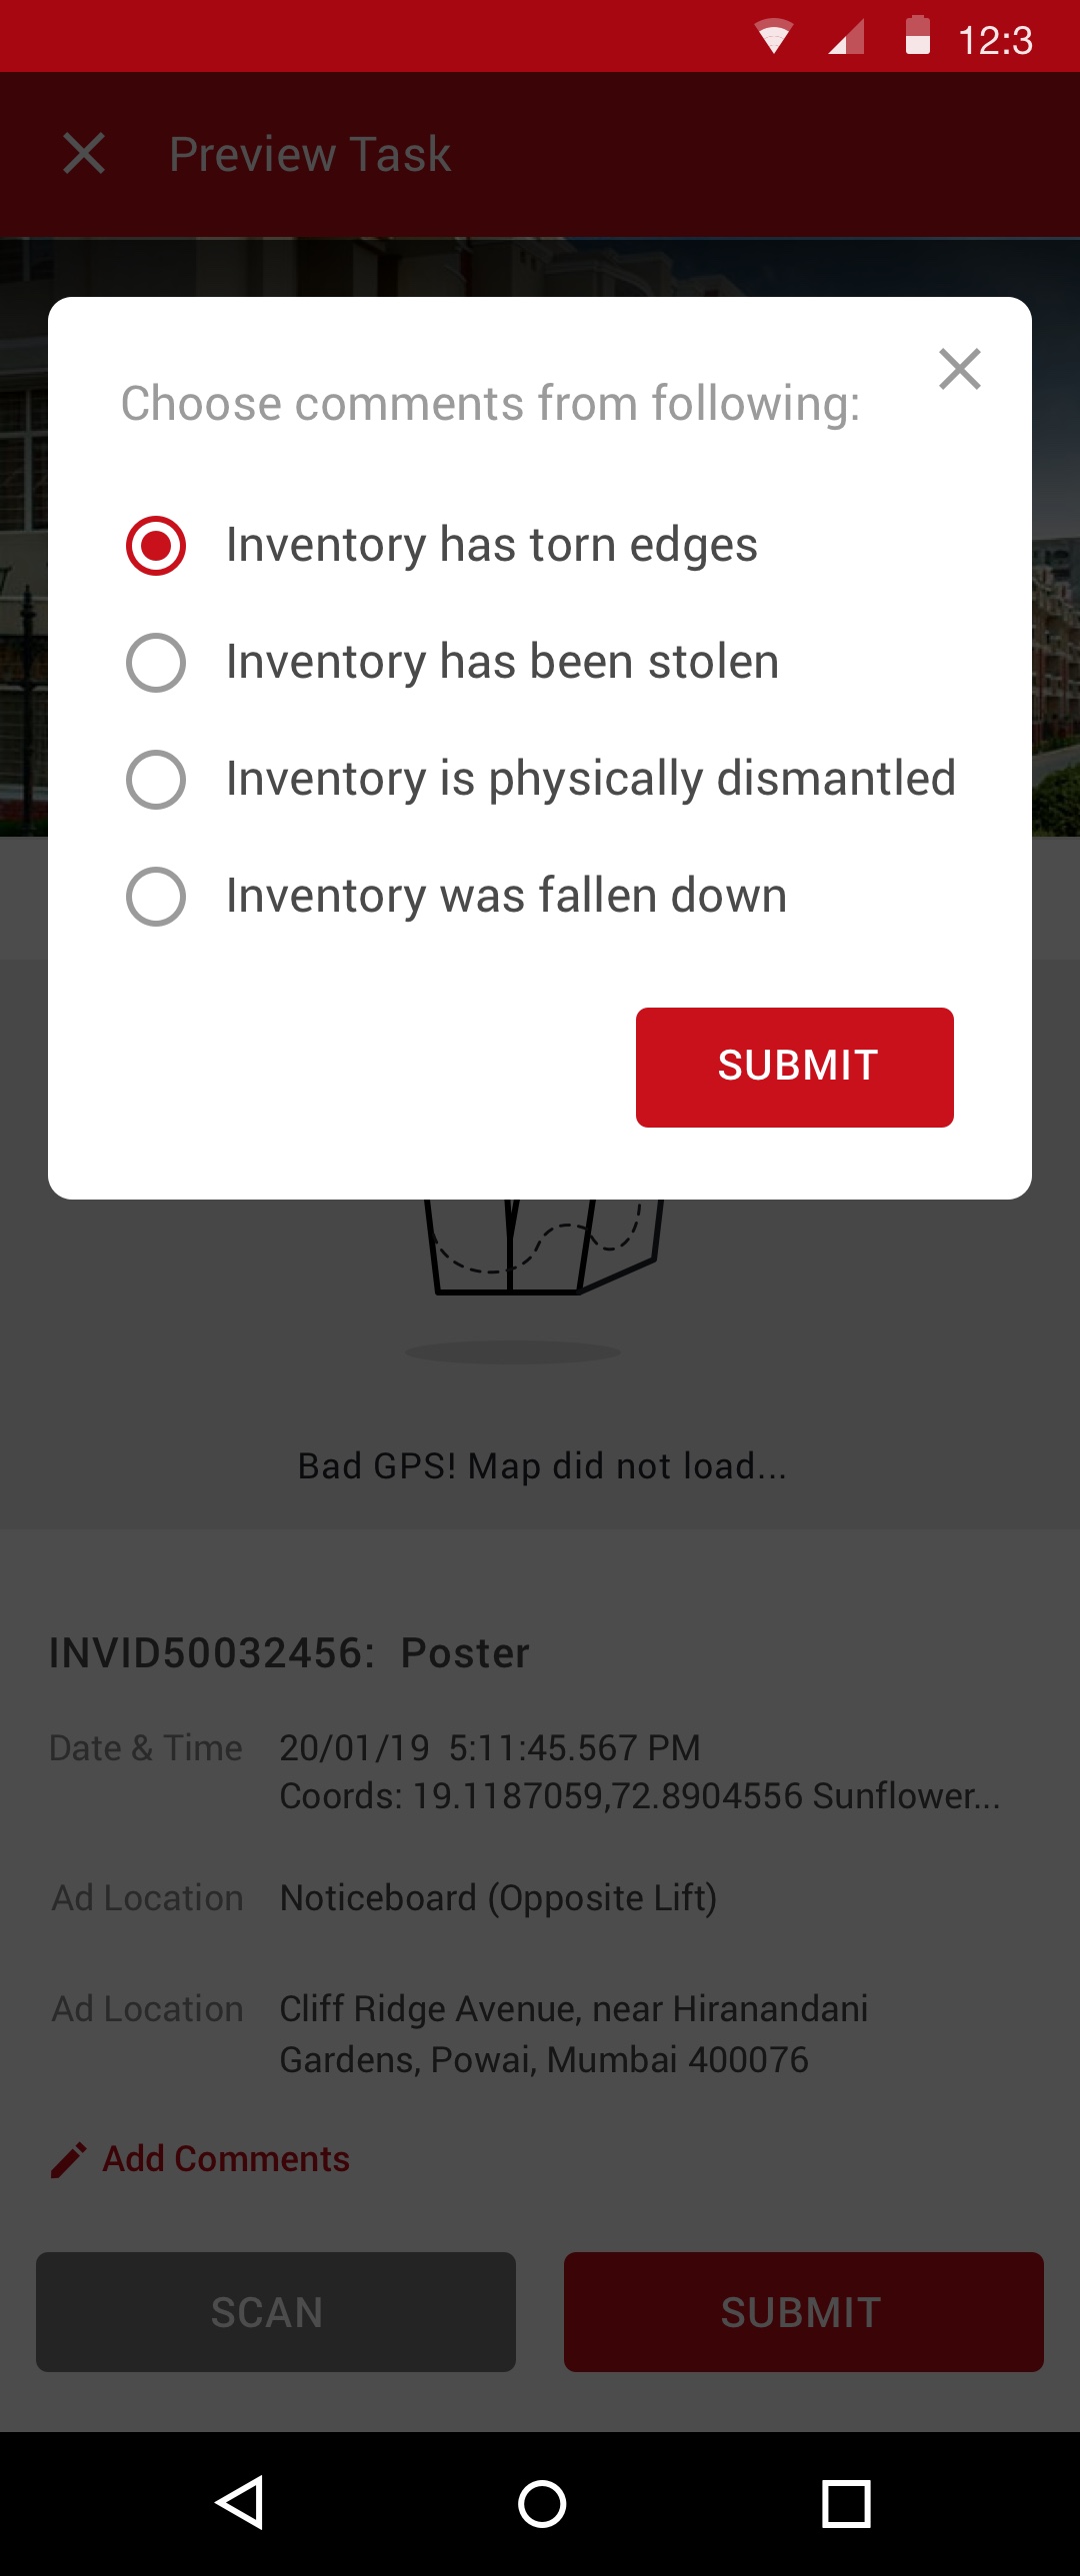 12:3
Preview Task
Choose comments from following:
Inventory has torn edges
Inventory has been stolen
Inventory is physically dismantled
Inventory was fallen down
SUBMIT
Bad GPS! Map did not load...
INVID50032456: Poster
Date & Time 20/01/19 5:11:45.567 PM
Coords: 19.1187059,72.8904556 Sunflower...
Ad Location Noticeboard (Opposite Lift)
Ad Location Cliff Ridge Avenue, near Hiranandani
Gardens, Powai, Mumbai 400076
Add Comments
SCAN SUBMIT